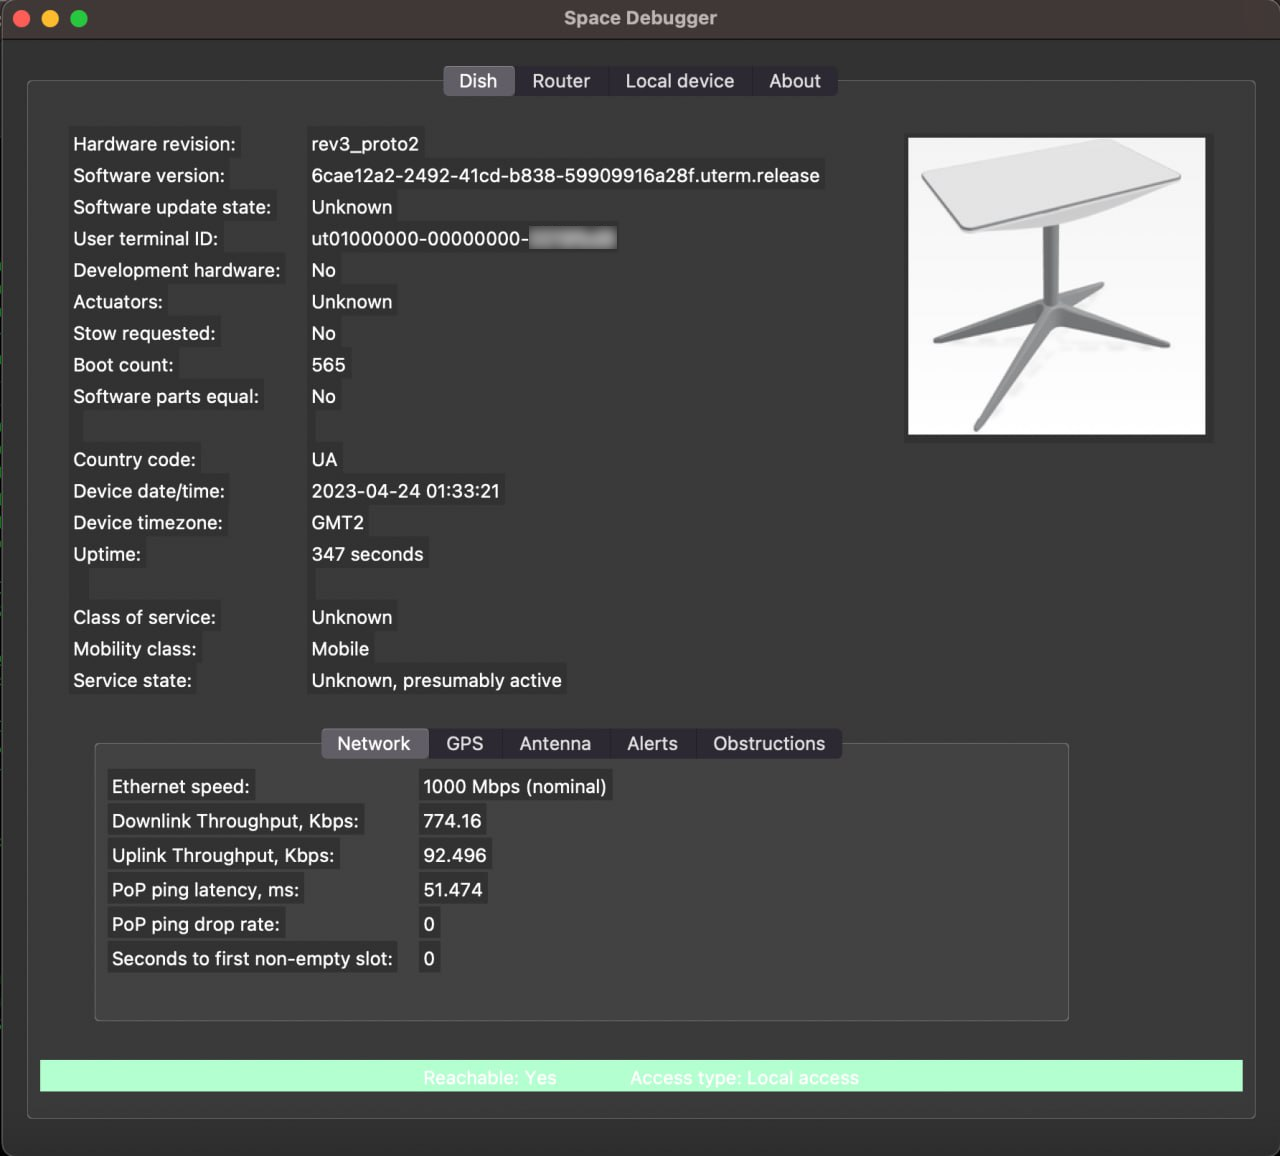 Space Debugger
Dish Router Local device About
Hardware revision: rev3_proto2
Software version: 6cae12a2-2492-41cd-b838-59909916a28f.uterm.release
Software update state: Unknown
User terminal ID: ut01000000-00000000-
Development hardware: No
Actuators: Unknown
Stow requested: No
Boot count: 565
Software parts equal: No
Country code: UA
Device date/time: 2023-04-24 01:33:21
Device timezone: GMT2
Uptime: 347 seconds
Class of service: Unknown
Mobility class: Mobile
Service state: Unknown, presumably active
Network GPS Antenna Alerts Obstructions
Ethernet speed: 1000 Mbps (nominal)
Downlink Throughput, Kbps: 774.16
Uplink Throughput, Kbps: 92.496
PoP ping latency, ms: 51.474
PoP ping drop rate: 0
Seconds to first non-empty slot: 0
Reachable: Yes Access type: Local access